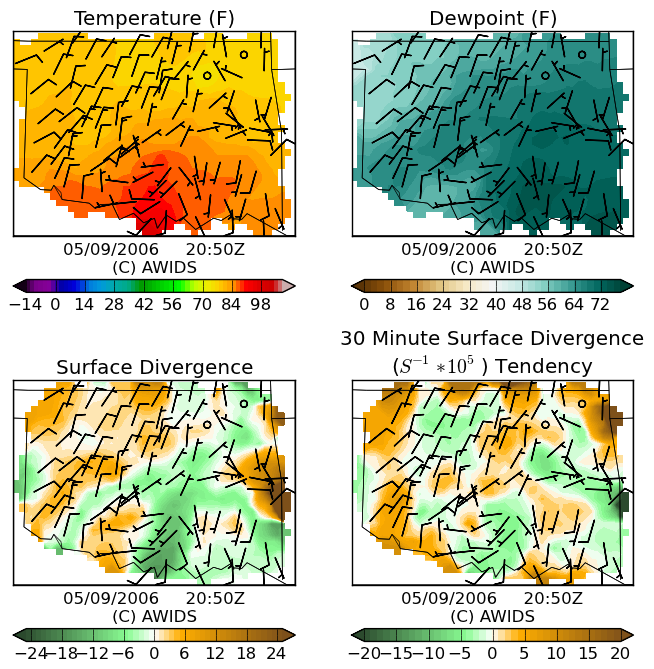 Temperature (F)
Dewpoint (F)
05/09/2006 20:50Z
(C) AWIDS
−14 0 14 28 42 56 70 84 98
05/09/2006 20:50Z
(C) AWIDS
0 8 16 24 32 40 48 56 64 72
Surface Divergence
30 Minute Surface Divergence
(S⁻¹ *10⁵ ) Tendency
05/09/2006 20:50Z
(C) AWIDS
−24 −18 −12 −6 0 6 12 18 24
05/09/2006 20:50Z
(C) AWIDS
−20 −15 −10 −5 0 5 10 15 20